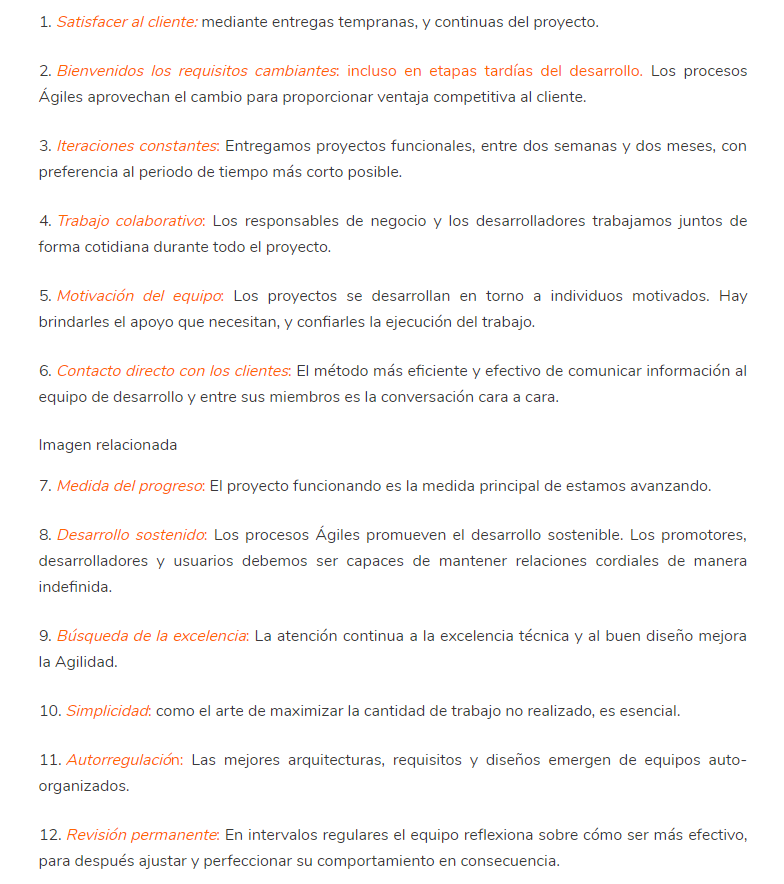 1. Satisfacer al cliente: mediante entregas tempranas, y continuas del proyecto.
2. Bienvenidos los requisitos cambiantes: incluso en etapas tardías del desarrollo. Los procesos
Ágiles aprovechan el cambio para proporcionar ventaja competitiva al cliente.
3. Iteraciones constantes: Entregamos proyectos funcionales, entre dos semanas y dos meses, con
preferencia al periodo de tiempo más corto posible.
4. Trabajo colaborativo: Los responsables de negocio y los desarrolladores trabajamos juntos de
forma cotidiana durante todo el proyecto.
5. Motivación del equipo: Los proyectos se desarrollan en torno a individuos motivados. Hay
brindarles el apoyo que necesitan, y confiarles la ejecución del trabajo.
6. Contacto directo con los clientes: El método más eficiente y efectivo de comunicar información al
equipo de desarrollo y entre sus miembros es la conversación cara a cara.
Imagen relacionada
7. Medida del progreso: El proyecto funcionando es la medida principal de estamos avanzando.
8. Desarrollo sostenido: Los procesos Ágiles promueven el desarrollo sostenible. Los promotores,
desarrolladores y usuarios debemos ser capaces de mantener relaciones cordiales de manera
indefinida.
9. Búsqueda de la excelencia: La atención continua a la excelencia técnica y al buen diseño mejora
la Agilidad.
10. Simplicidad: como el arte de maximizar la cantidad de trabajo no realizado, es esencial.
11. Autorregulación: Las mejores arquitecturas, requisitos y diseños emergen de equipos auto-
organizados.
12. Revisión permanente: En intervalos regulares el equipo reflexiona sobre cómo ser más efectivo,
para después ajustar y perfeccionar su comportamiento en consecuencia.